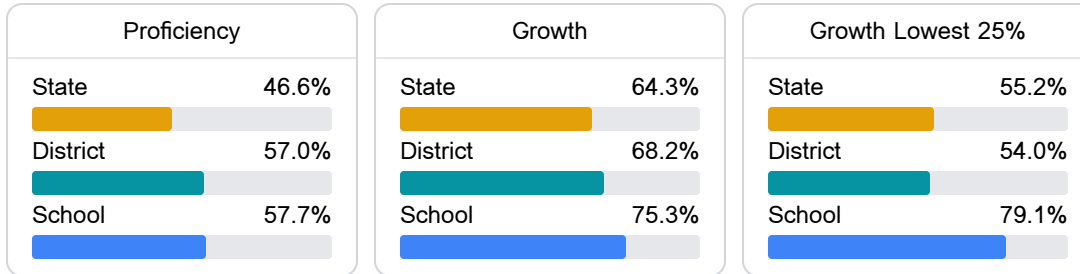 Proficiency
State 46.6%
District 57.0%
School 57.7%
Growth
State 64.3%
District 68.2%
School 75.3%
Growth Lowest 25%
State 55.2%
District 54.0%
School 79.1%